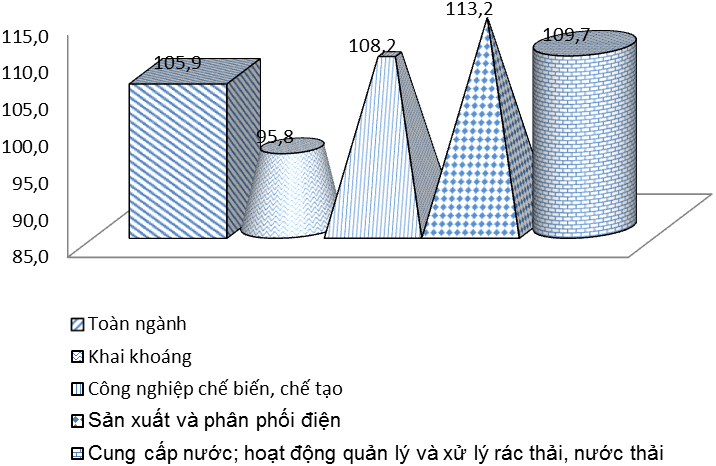 113,2
115,0
109,7
108,2
105,9
110,0
105,0
95,8
100,0
95,0
90,0
85,0
Toàn ngành
Khai khoáng
Công nghiệp chế biến, chế tạo
Sản xuất và phân phối điện
Cung cấp nước; hoạt động quản lý và xử lý rác thải, nước thải